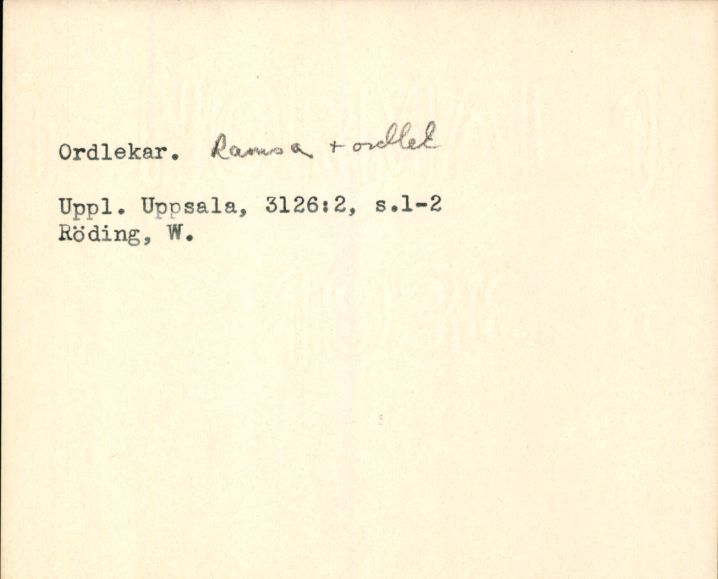 Ordlekar. Ramsa + ordlek
Uppl. Uppsala, 3126:2, s.1-2
Röding, W.